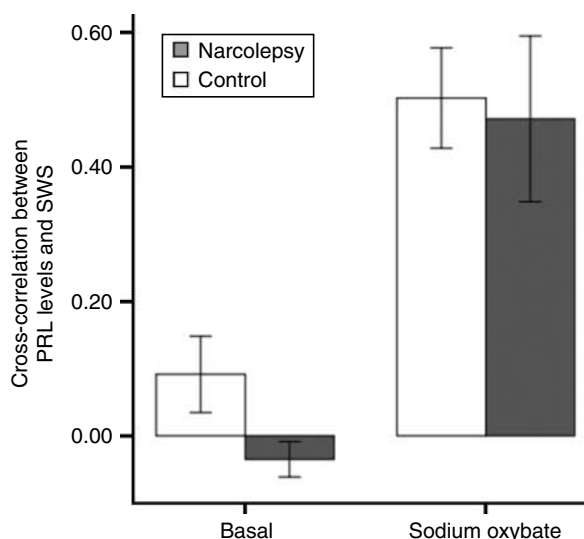 0.60
Narcolepsy
Control
0.40
0.20
0.00
Cross-correlation between
PRL levels and SWS
Basal
Sodium oxybate